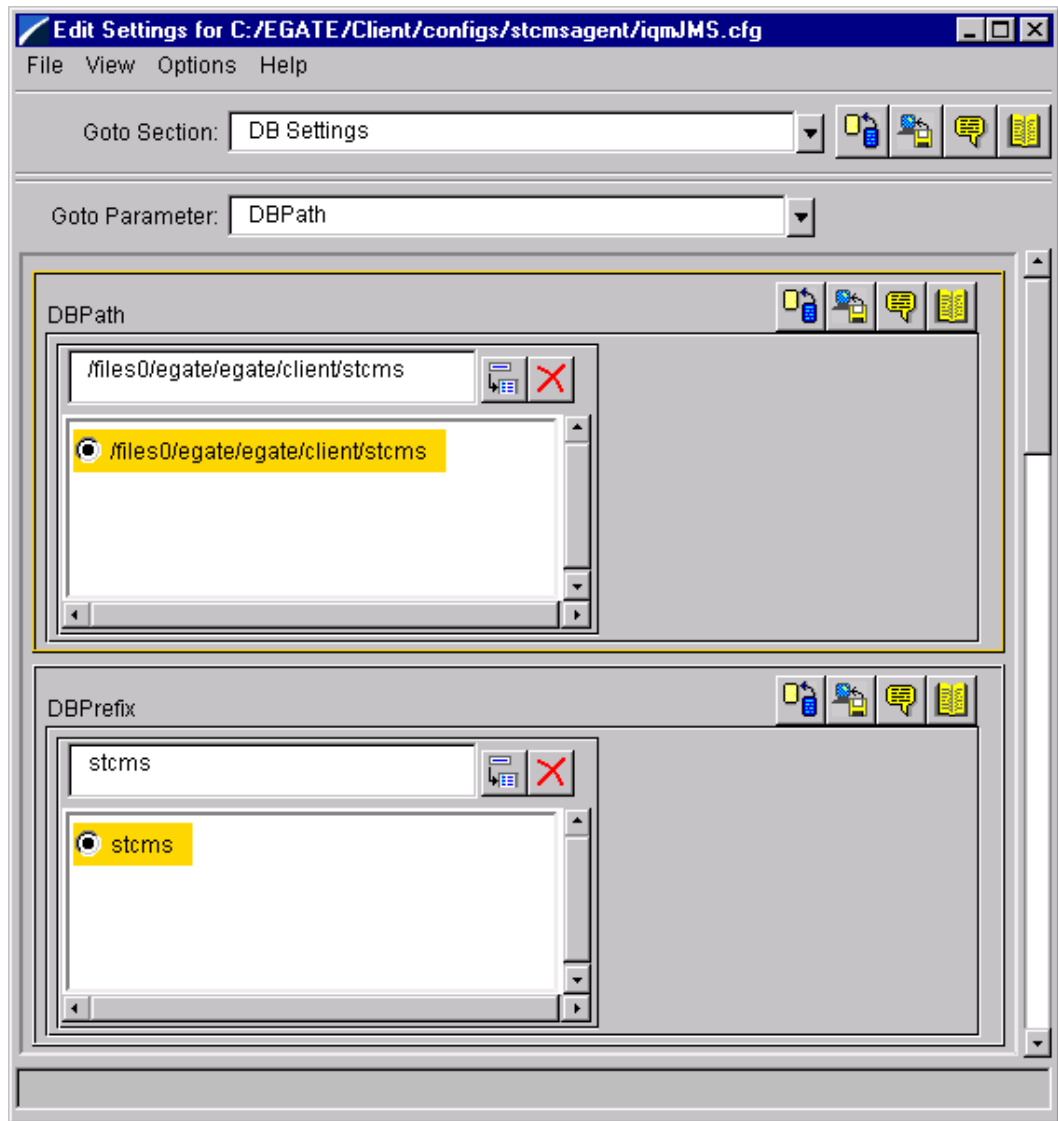 Edit Settings for C:/EGATE/Client/configs/stcmsagent/iqmJMS.cfg
File View Options Help
Goto Section: DB Settings
Goto Parameter: DBPath
DBPath
/files0/egate/egate/client/stcms
/files0/egate/egate/client/stcms
DBPrefix
stcms
stcms